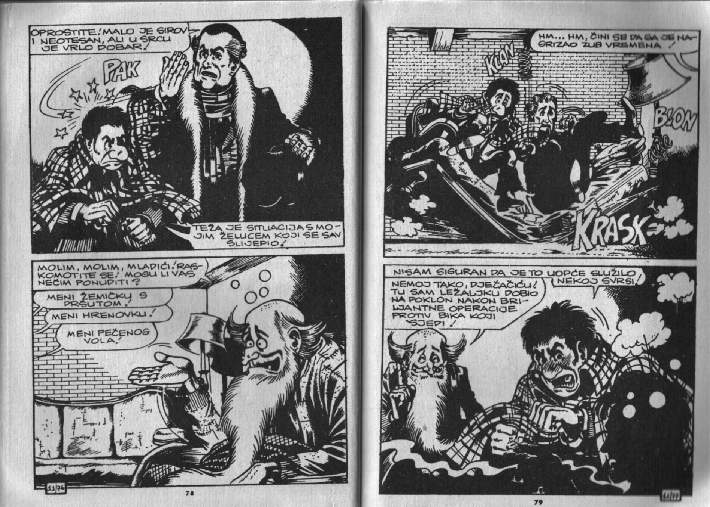 OPROSTITE! MALO JE SIROV
I NEOTESAN, ALI U SRCU
JE VRLO DOBAR!
PAK
TEŽA JE SITUACIJA S MO-
JIM ŽELUCEM KOJI SE SAV
SLIJEPIO!
MOLIM, MOLIM, MLADIĆI! RAS-
KOMOTITE SE! MOGU LI VAS
NEČIM PONUDITI?
MENI ŽEMIČKU S
PRŠUTOM!
MENI HRENOVKU!
MENI PEČENOG
VOLA!
78
HM... HM, ČINI SE DA GA JE NA-
GRIZAO ZUB VREMENA!
KLAN
BLON
KRASK
NISAM SIGURAN DA JE TO UOPĆE SLUŽILO
NEKOJ SVRSI!
NEMOJ TAKO, DJEČAČIĆU!
TU SAM LEŽALJKU DOBIO
NA POKLON NAKON BRI-
LJANTNE OPERACIJE
PROTIV BIKA KOJI
SJEDI!
79